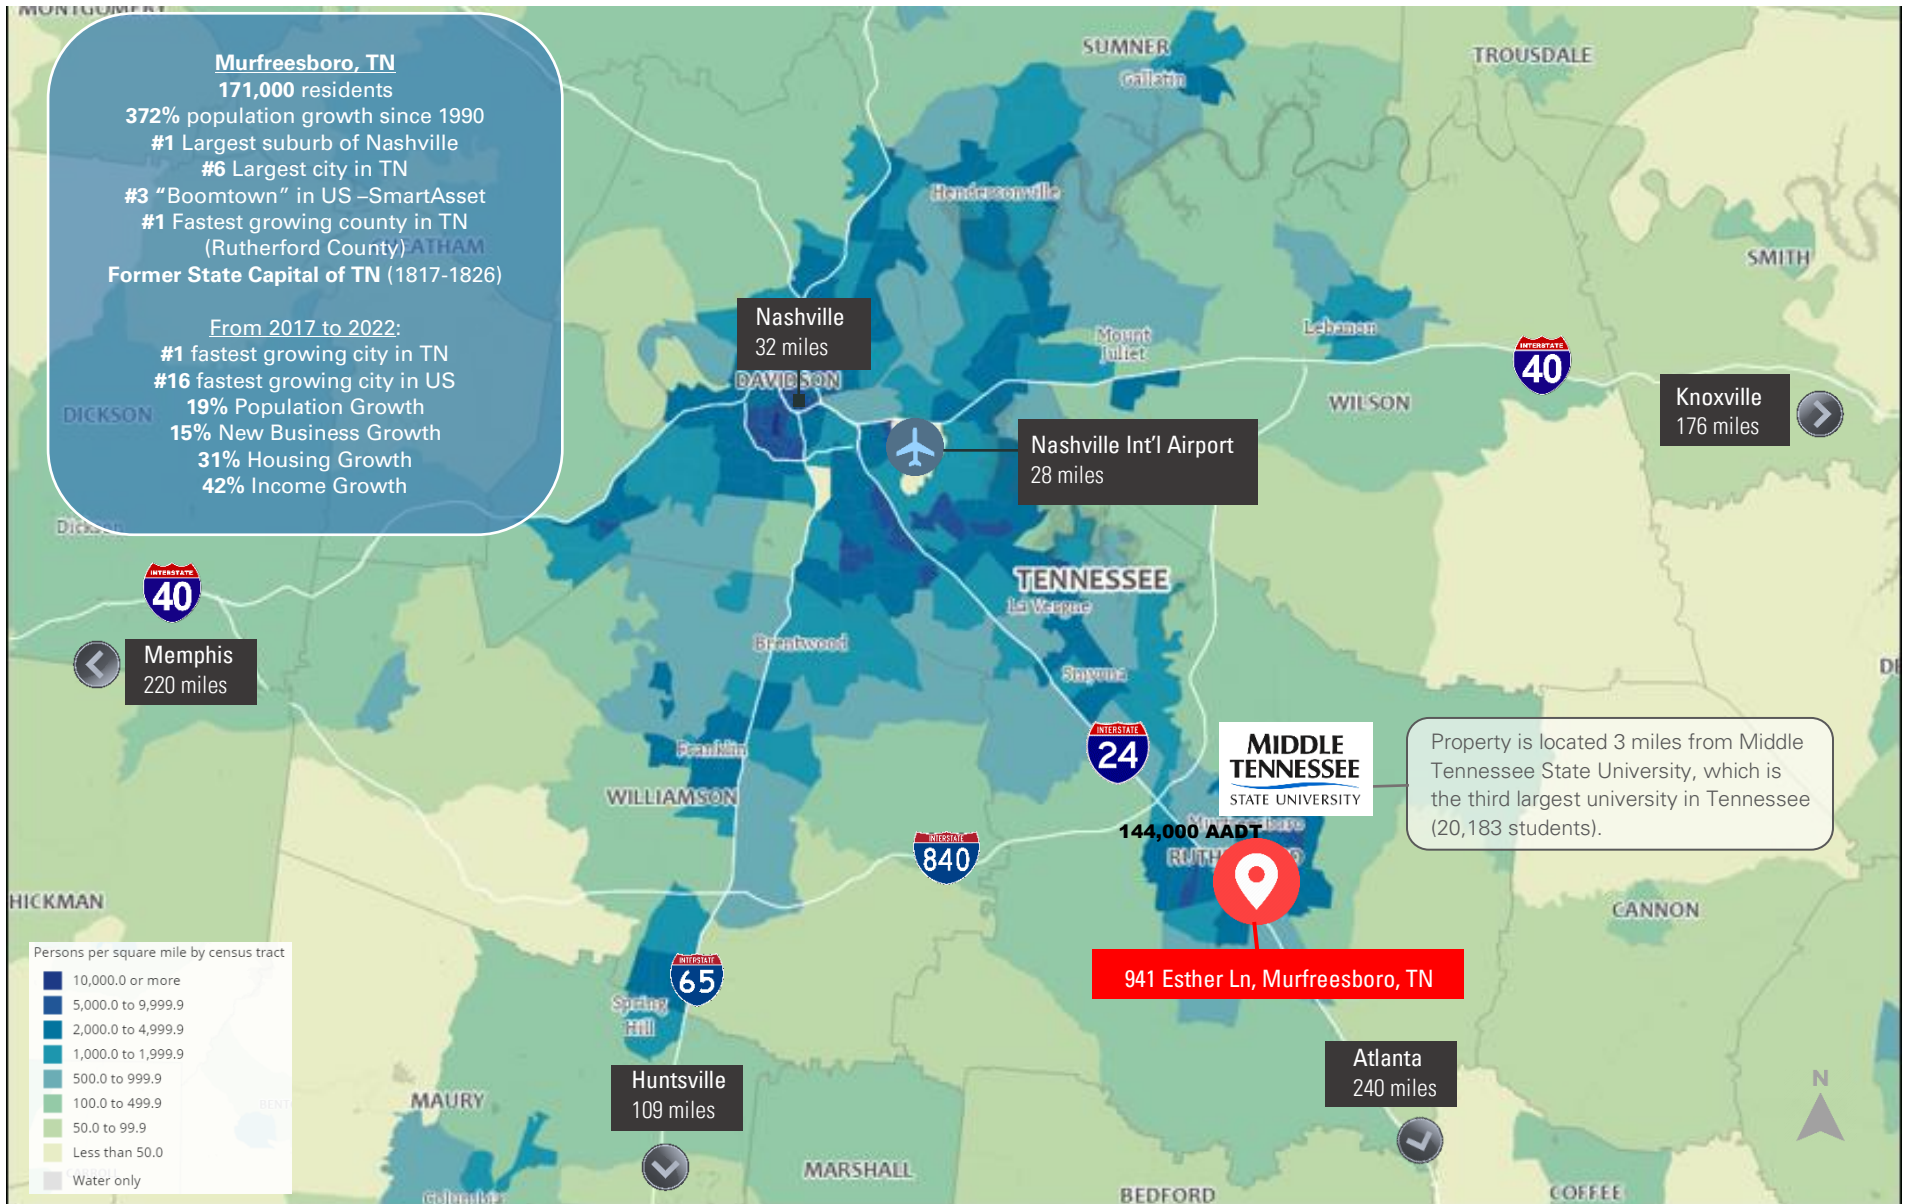 MONTGOMERY
Murfreesboro, TN
171,000 residents
372% population growth since 1990
#1 Largest suburb of Nashville
#6 Largest city in TN
#3 “Boomtown” in US –SmartAsset
#1 Fastest growing county in TN
(Rutherford County)
Former State Capital of TN (1817-1826)
From 2017 to 2022:
#1 fastest growing city in TN
#16 fastest growing city in US
19% Population Growth
15% New Business Growth
31% Housing Growth
42% Income Growth
SUMNER
Gallatin
TROUSDALE
Hendersonville
SMITH
Nashville
32 miles
DAVIDSON
Mount
Juliet
Lebanon
INTERSTATE
40
WILSON
Knoxville
176 miles
Nashville Int’l Airport
28 miles
DICKSON
Dickson
INTERSTATE
40
Memphis
220 miles
TENNESSEE
La Vergne
Brentwood
Smyrna
Franklin
WILLIAMSON
INTERSTATE
24
MIDDLE
TENNESSEE
STATE UNIVERSITY
Property is located 3 miles from Middle
Tennessee State University, which is
the third largest university in Tennessee
(20,183 students).
Murfreesboro
144,000 AADT
INTERSTATE
840
HICKMAN
CANNON
941 Esther Ln, Murfreesboro, TN
INTERSTATE
65
Spring
Hill
Huntsville
109 miles
Atlanta
240 miles
N
MAURY
MARSHALL
BEDFORD
COFFEE
Columbia
Persons per square mile by census tract
10,000.0 or more
5,000.0 to 9,999.9
2,000.0 to 4,999.9
1,000.0 to 1,999.9
500.0 to 999.9
100.0 to 499.9
50.0 to 99.9
Less than 50.0
Water only